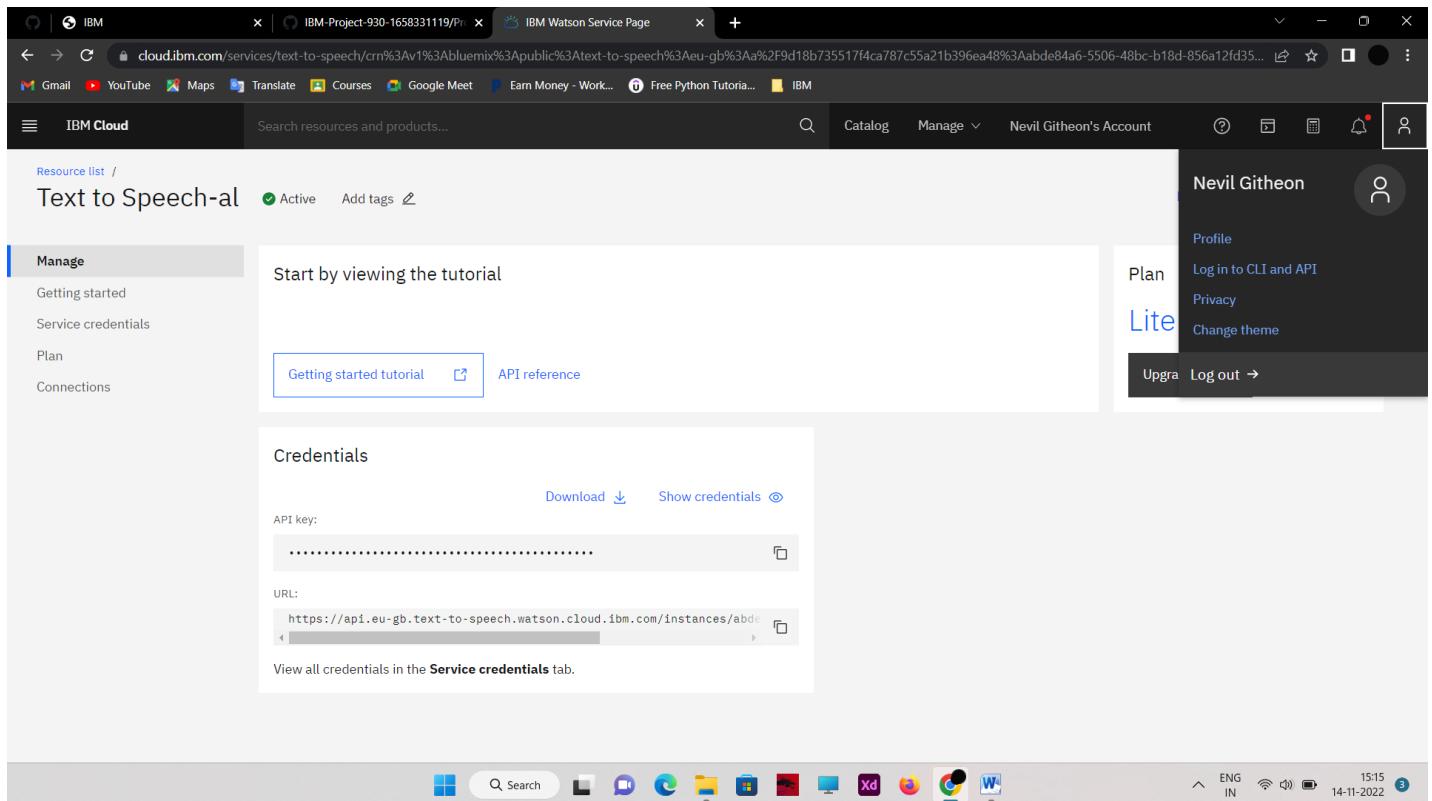 IBM
IBM-Project-930-1658331119/Pr
IBM Watson Service Page
cloud.ibm.com/services/text-to-speech/crn%3Av1%3Abluemix%3Apublic%3Atext-to-speech%3Aeu-gb%3Aa%2F9d18b735517f4ca787c55a21b396ea48%3Aabde84a6-5506-48bc-b18d-856a12fd35...
Gmail YouTube Maps Translate Courses Google Meet Earn Money - Work... Free Python Tutoria... IBM
IBM Cloud Search resources and products... Catalog Manage Nevil Githeon's Account
Resource list /
Text to Speech-al Active Add tags
Nevil Githeon
Profile
Log in to CLI and API
Privacy
Change theme
Log out →
Manage
Getting started
Service credentials
Plan
Connections
Start by viewing the tutorial
Getting started tutorial API reference
Plan
Lite
Upgra
Credentials
Download Show credentials
API key:
••••••••••••••••••••••••••••••••••••••••••••
URL:
https://api.eu-gb.text-to-speech.watson.cloud.ibm.com/instances/abde
View all credentials in the Service credentials tab.
Search
Xd
W
ENG
IN
15:15
14-11-2022
3